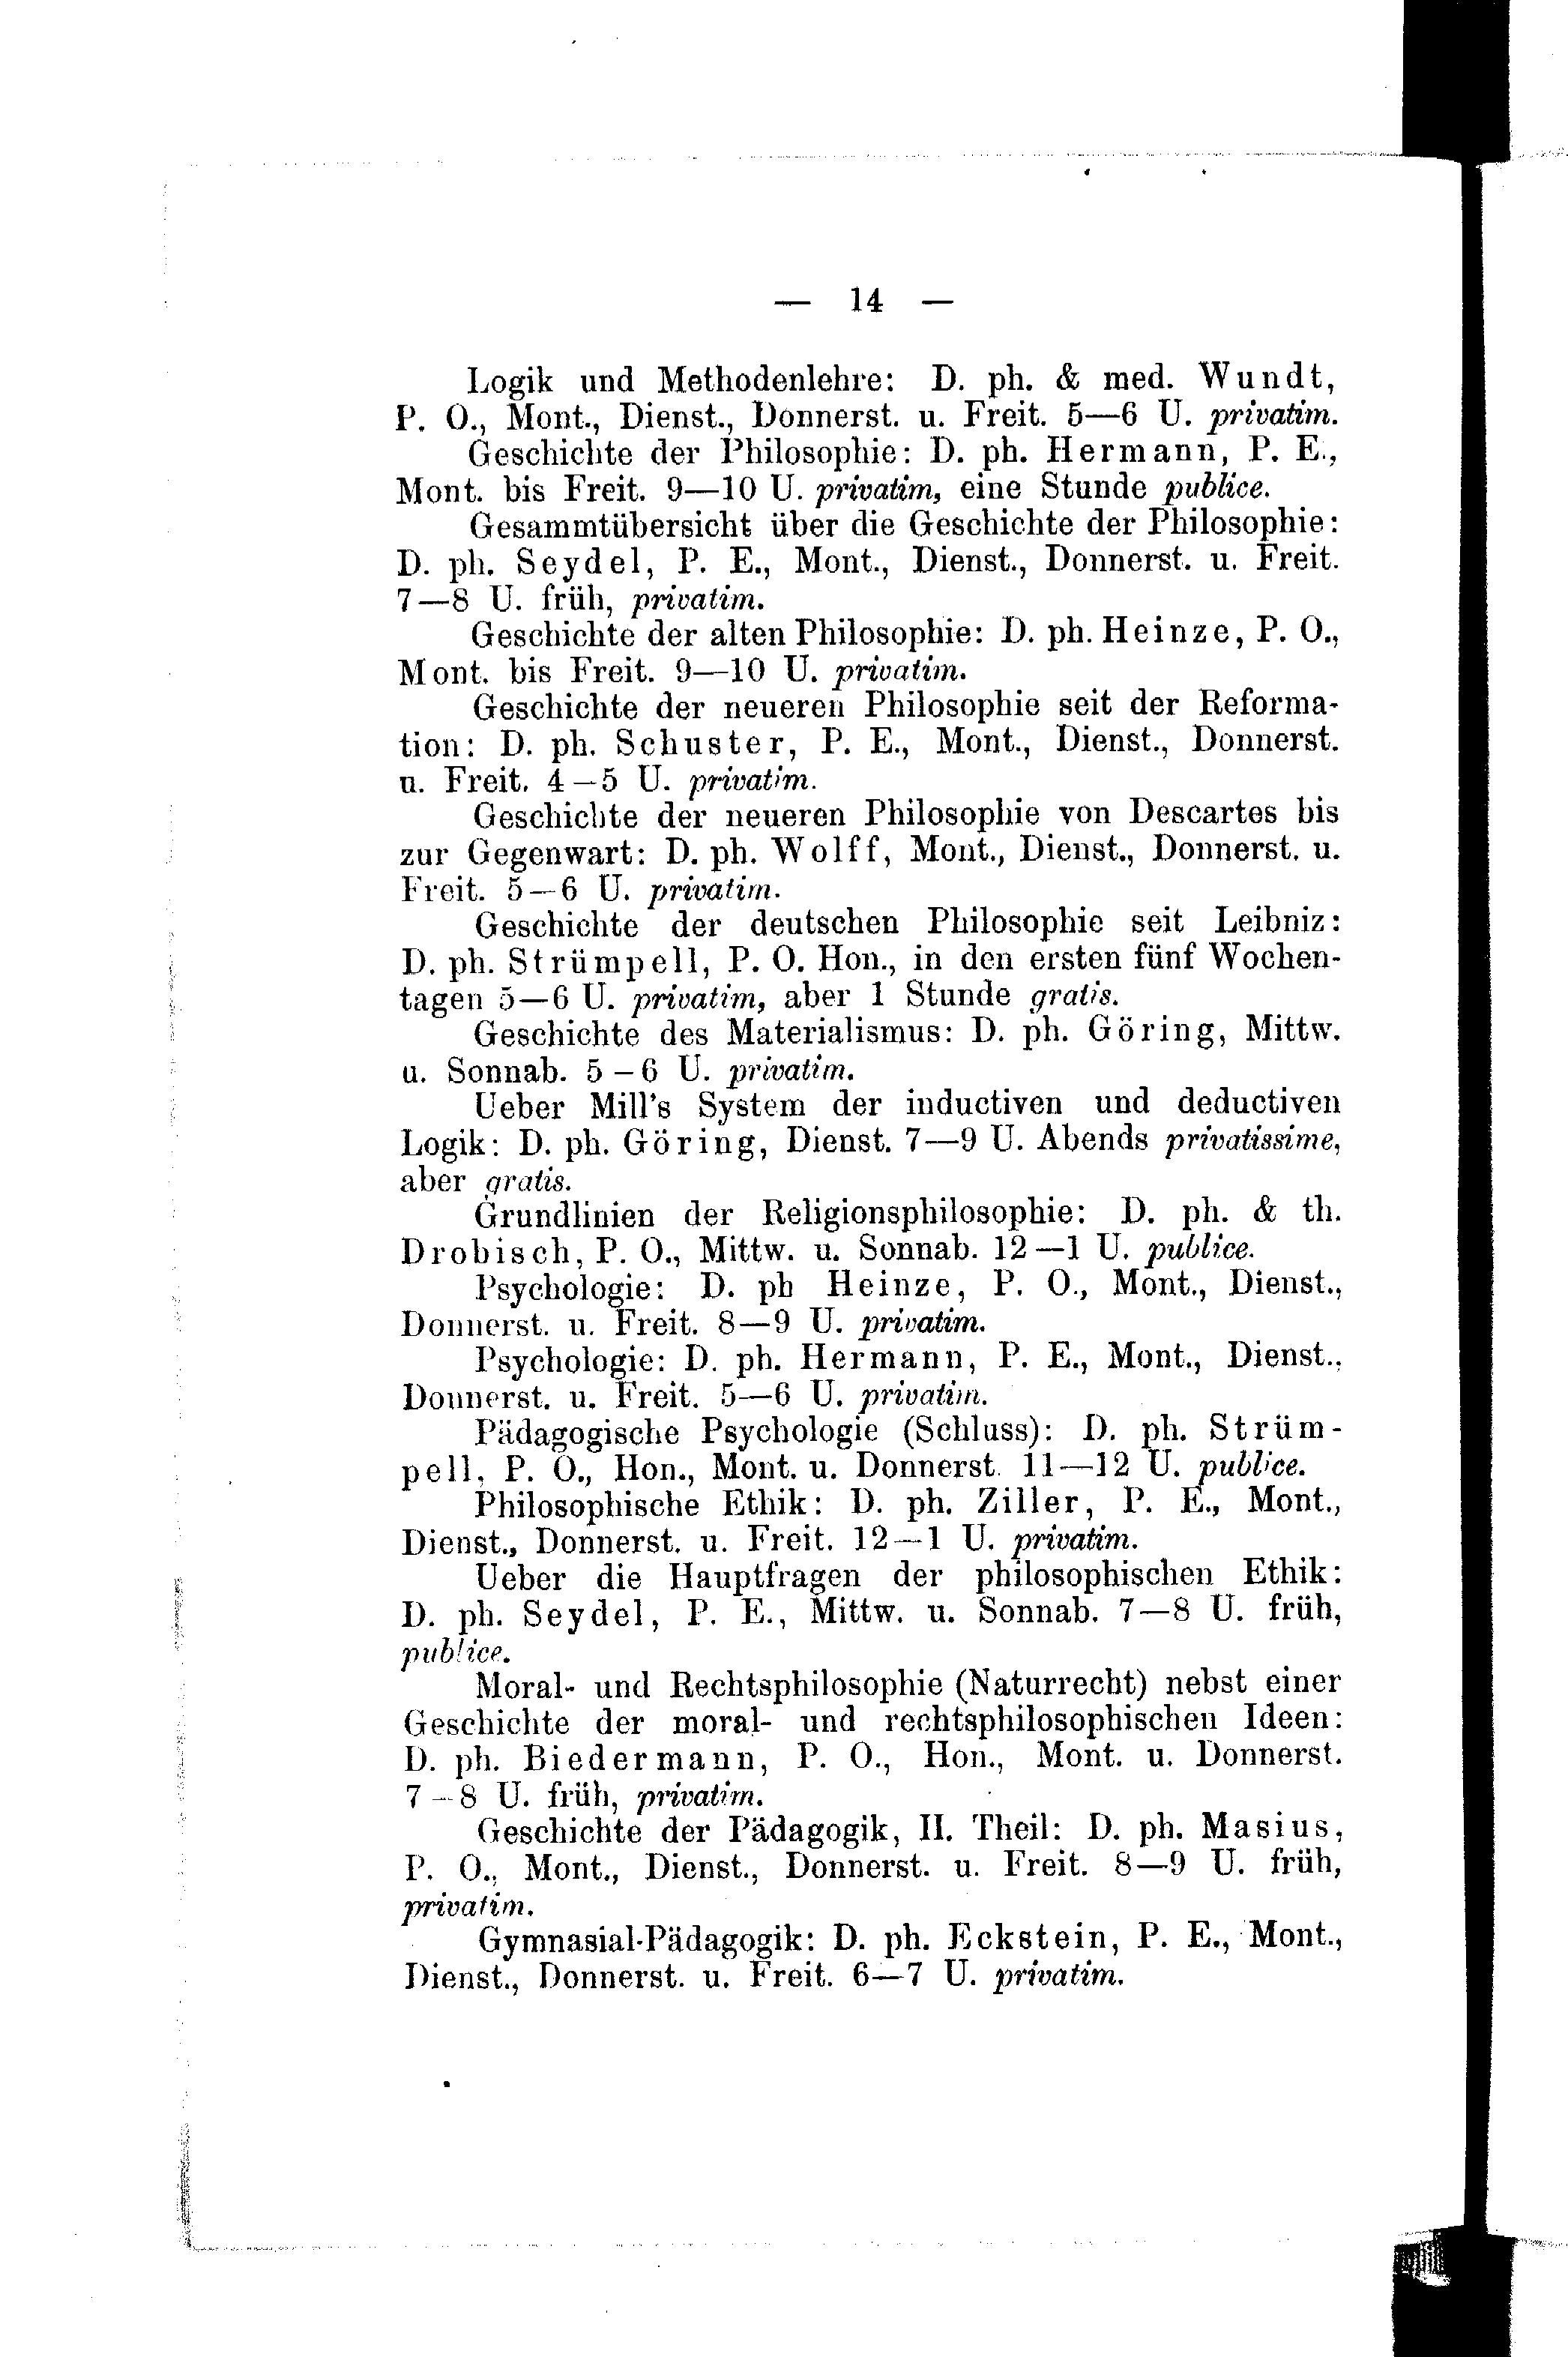 — 14 —
Logik und Methodenlehre: D. ph. & med. Wundt,
P. O., Mont., Dienst., Donnerst. u. Freit. 5—6 U. privatim.
Geschichte der Philosophie: D. ph. Hermann, P. E.,
Mont. bis Freit. 9—10 U. privatim, eine Stunde publice.
Gesammtübersicht über die Geschichte der Philosophie:
D. ph. Seydel, P. E., Mont., Dienst., Donnerst. u. Freit.
7—8 U. früh, privatim.
Geschichte der alten Philosophie: D. ph. Heinze, P. O.,
Mont. bis Freit. 9—10 U. privatim.
Geschichte der neueren Philosophie seit der Reforma-
tion: D. ph. Schuster, P. E., Mont., Dienst., Donnerst.
u. Freit. 4—5 U. privatim.
Geschichte der neueren Philosophie von Descartes bis
zur Gegenwart: D. ph. Wolff, Mont., Dienst., Donnerst. u.
Freit. 5—6 U. privatim.
Geschichte der deutschen Philosophie seit Leibniz:
D. ph. Strümpell, P. O. Hon., in den ersten fünf Wochen-
tagen 5—6 U. privatim, aber 1 Stunde gratis.
Geschichte des Materialismus: D. ph. Göring, Mittw.
u. Sonnab. 5—6 U. privatim.
Ueber Mill's System der inductiven und deductiven
Logik: D. ph. Göring, Dienst. 7—9 U. Abends privatissime,
aber gratis.
Grundlinien der Religionsphilosophie: D. ph. & th.
Drobisch, P. O., Mittw. u. Sonnab. 12—1 U. publice.
Psychologie: D. ph Heinze, P. O., Mont., Dienst.,
Donnerst. u. Freit. 8—9 U. privatim.
Psychologie: D. ph. Hermann, P. E., Mont., Dienst.,
Donnerst. u. Freit. 5—6 U. privatim.
Pädagogische Psychologie (Schluss): D. ph. Strüm-
pell, P. O., Hon., Mont. u. Donnerst. 11—12 U. publice.
Philosophische Ethik: D. ph. Ziller, P. E., Mont.,
Dienst., Donnerst. u. Freit. 12—1 U. privatim.
Ueber die Hauptfragen der philosophischen Ethik:
D. ph. Seydel, P. E., Mittw. u. Sonnab. 7—8 U. früh,
publice.
Moral- und Rechtsphilosophie (Naturrecht) nebst einer
Geschichte der moral- und rechtsphilosophischen Ideen:
D. ph. Biedermann, P. O., Hon., Mont. u. Donnerst.
7—8 U. früh, privatim.
Geschichte der Pädagogik, II. Theil: D. ph. Masius,
P. O., Mont., Dienst., Donnerst. u. Freit. 8—9 U. früh,
privatim.
Gymnasial-Pädagogik: D. ph. Eckstein, P. E., Mont.,
Dienst., Donnerst. u. Freit. 6—7 U. privatim.